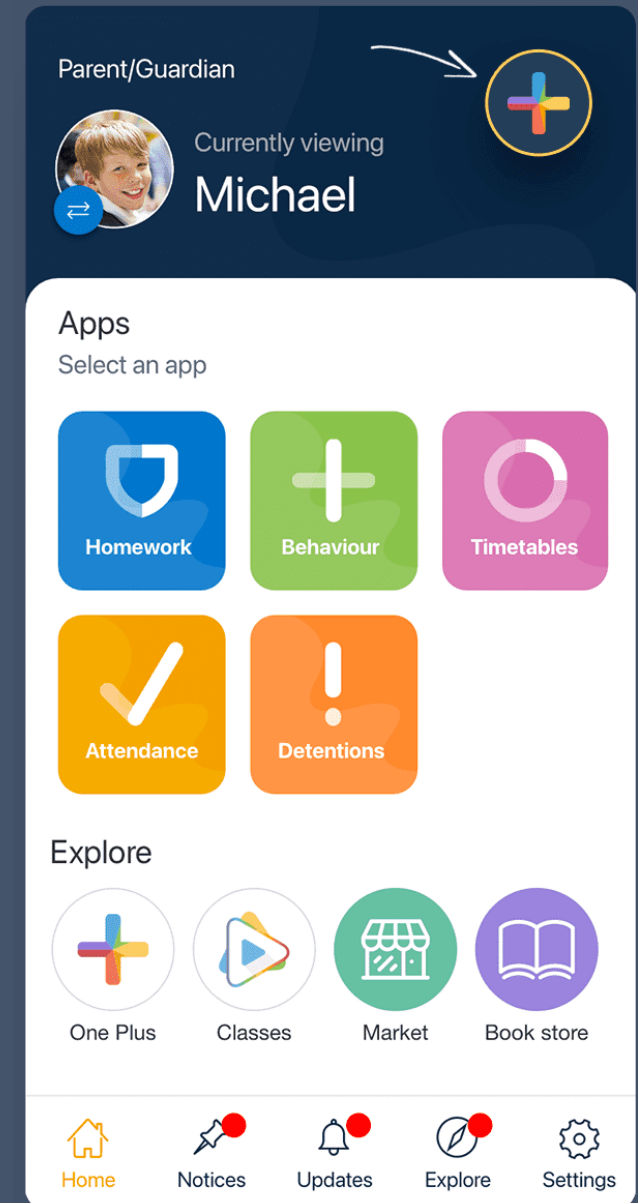 Parent/Guardian
Currently viewing
Michael
Apps
Select an app
Homework
Behaviour
Timetables
Attendance
Detentions
Explore
One Plus
Classes
Market
Book store
Home
Notices
Updates
Explore
Settings